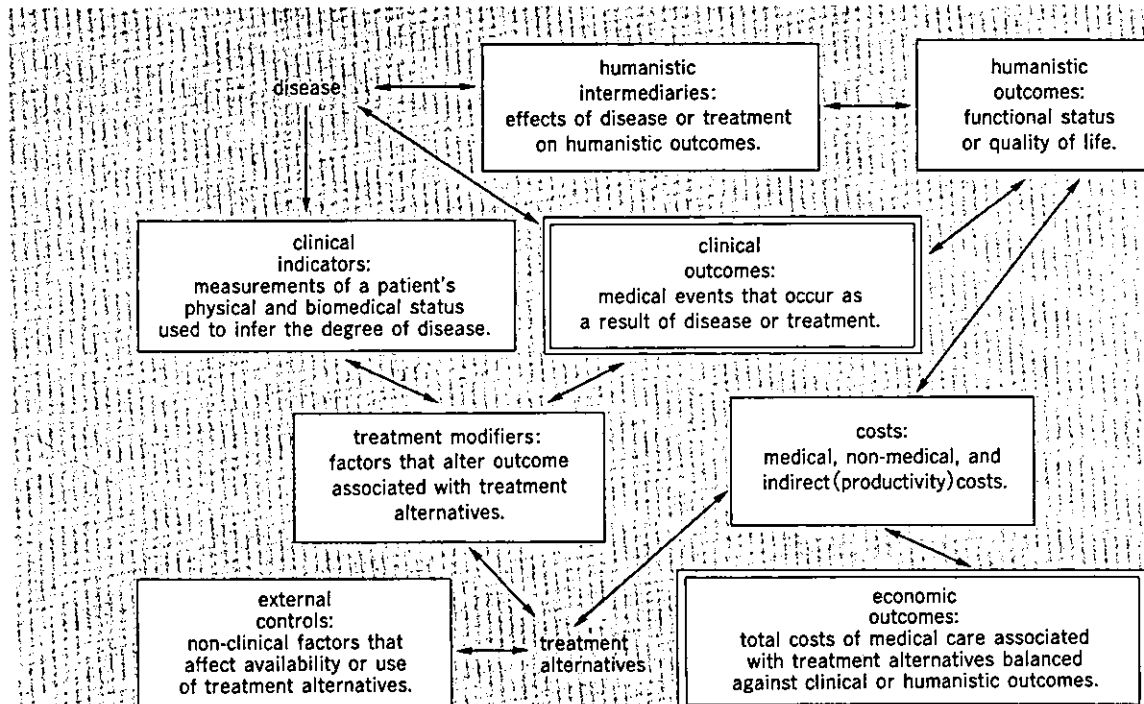 disease
humanistic
intermediaries:
effects of disease or treatment
on humanistic outcomes.
humanistic
outcomes:
functional status
or quality of life.
clinical
indicators:
measurements of a patient's
physical and biomedical status
used to infer the degree of disease.
clinical
outcomes:
medical events that occur as
a result of disease or treatment.
treatment modifiers:
factors that alter outcome
associated with treatment
alternatives.
costs:
medical, non-medical, and
indirect(productivity)costs.
external
controls:
non-clinical factors that
affect availability or use
of treatment alternatives.
treatment
alternatives
economic
outcomes:
total costs of medical care associated
with treatment alternatives balanced
against clinical or humanistic outcomes.